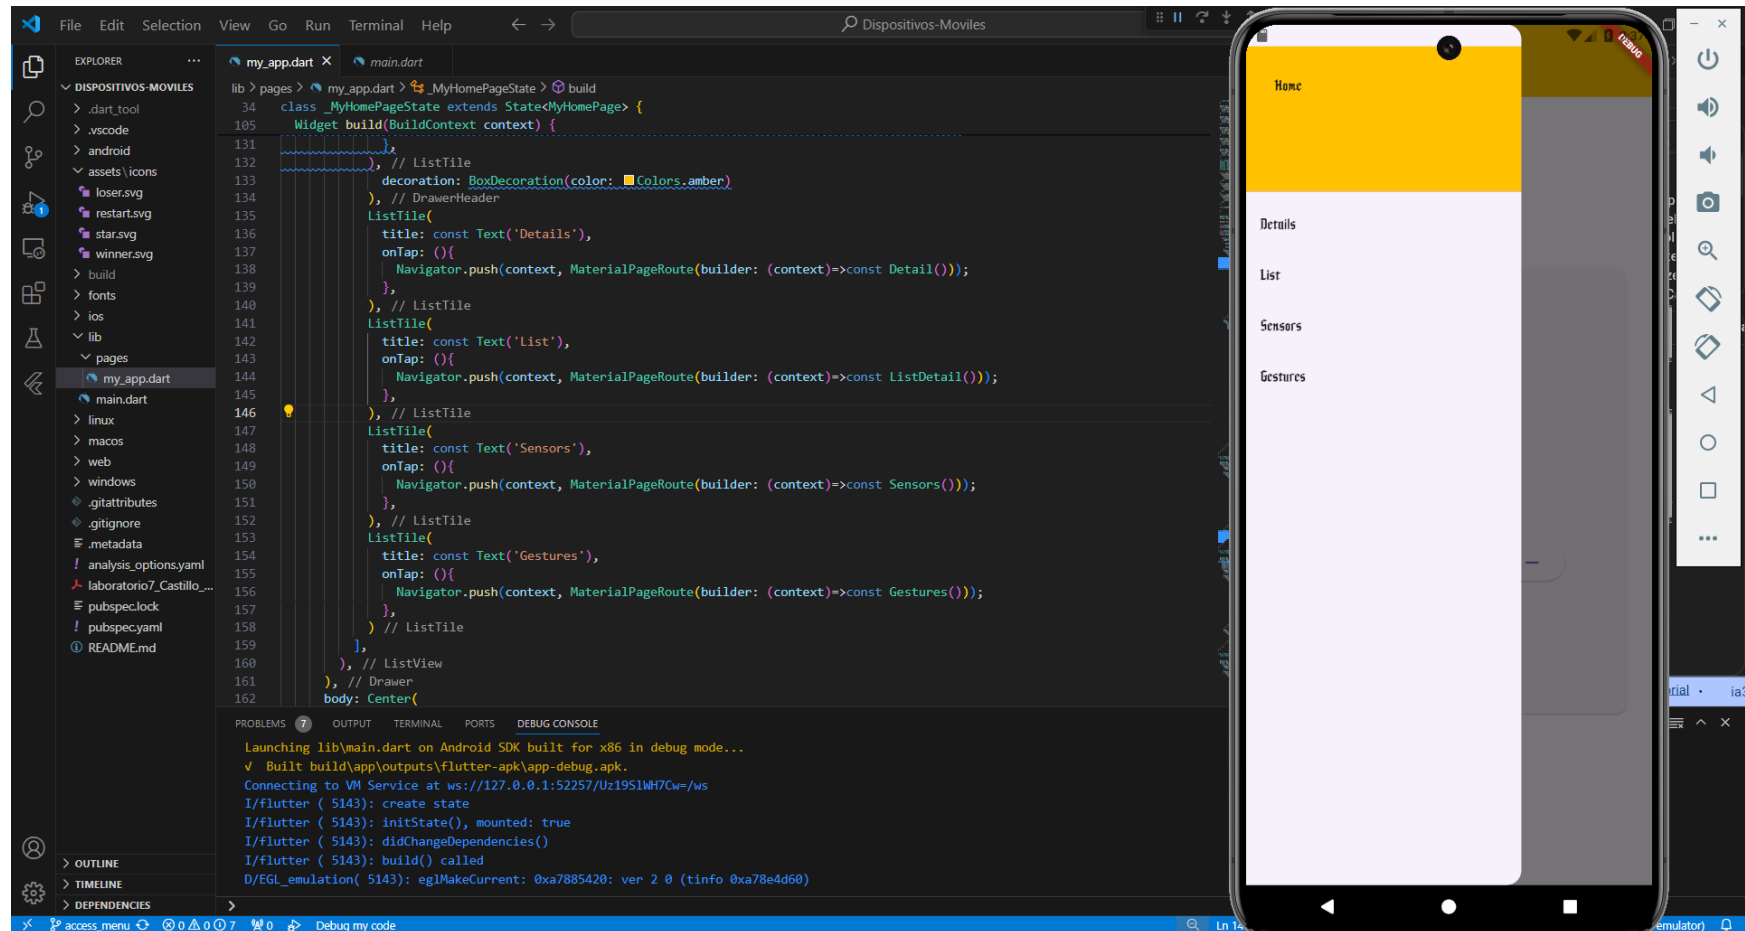 File Edit Selection View Go Run Terminal Help
Dispositivos-Moviles
EXPLORER
DISPOSITIVOS-MOVILES
.dart_tool
.vscode
android
assets\icons
loser.svg
restart.svg
star.svg
winner.svg
build
fonts
ios
lib
pages
my_app.dart
main.dart
linux
macos
web
windows
.gitattributes
.gitignore
.metadata
analysis_options.yaml
laboratorio7_Castillo_...
pubspec.lock
pubspec.yaml
README.md
OUTLINE
TIMELINE
DEPENDENCIES
my_app.dart main.dart
lib > pages > my_app.dart > _MyHomePageState > build
34 class _MyHomePageState extends State<MyHomePage> {
105 Widget build(BuildContext context) {
131 },
132 ), // ListTile
133 decoration: BoxDecoration(color: Colors.amber)
134 ), // DrawerHeader
135 ListTile(
136 title: const Text('Details'),
137 onTap: (){
138 Navigator.push(context, MaterialPageRoute(builder: (context)=>const Detail()));
139 },
140 ), // ListTile
141 ListTile(
142 title: const Text('List'),
143 onTap: (){
144 Navigator.push(context, MaterialPageRoute(builder: (context)=>const ListDetail()));
145 },
146 ), // ListTile
147 ListTile(
148 title: const Text('Sensors'),
149 onTap: (){
150 Navigator.push(context, MaterialPageRoute(builder: (context)=>const Sensors()));
151 },
152 ), // ListTile
153 ListTile(
154 title: const Text('Gestures'),
155 onTap: (){
156 Navigator.push(context, MaterialPageRoute(builder: (context)=>const Gestures()));
157 },
158 ) // ListTile
159 ],
160 ), // ListView
161 ), // Drawer
162 body: Center(
PROBLEMS 7 OUTPUT TERMINAL PORTS DEBUG CONSOLE
Launching lib\main.dart on Android SDK built for x86 in debug mode...
√ Built build\app\outputs\flutter-apk\app-debug.apk.
Connecting to VM Service at ws://127.0.0.1:52257/Uz19SlWH7Cw=/ws
I/flutter ( 5143): create state
I/flutter ( 5143): initState(), mounted: true
I/flutter ( 5143): didChangeDependencies()
I/flutter ( 5143): build() called
D/EGL_emulation( 5143): eglMakeCurrent: 0xa7885420: ver 2 0 (tinfo 0xa78e4d60)
access_menu 0 0 7 0 Debug my code
emulator)
DEBUG
Home
Details
List
Sensors
Gestures